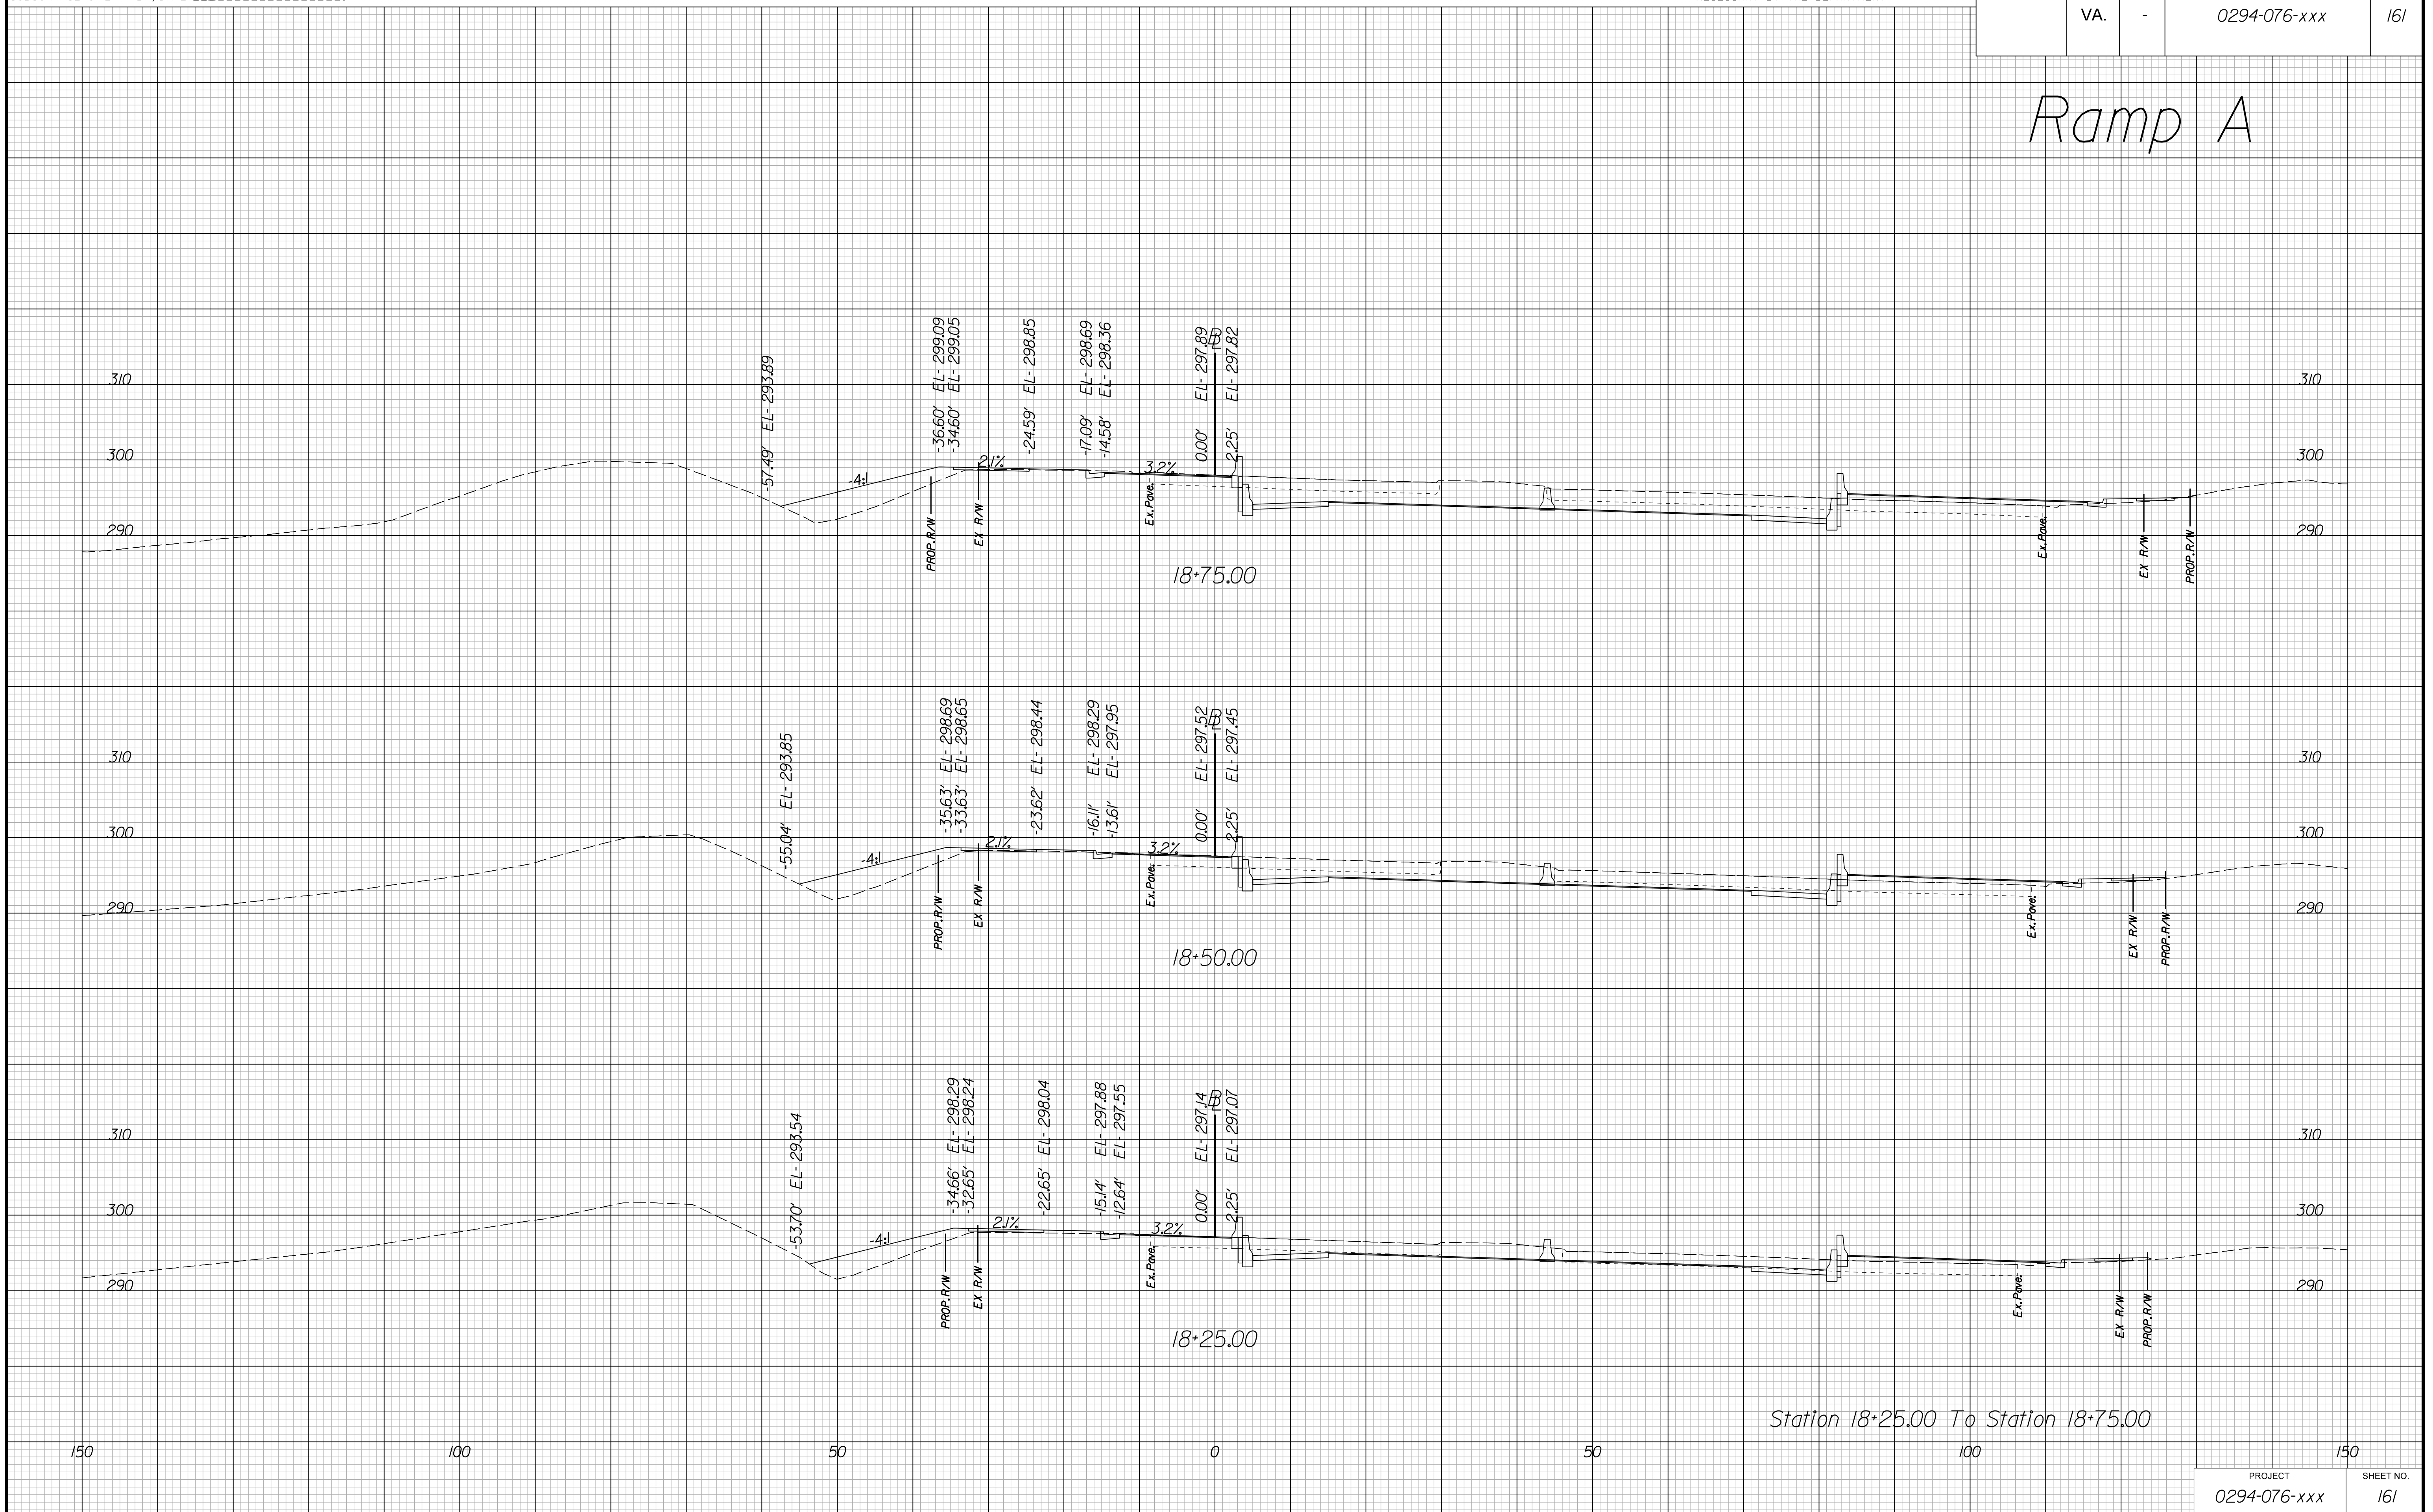 VA. - 0294-076-xxx 161
Ramp A
310 310
300 300
290 290
-57.49' EL- 293.89
-36.60' EL- 299.09
-34.60' EL- 299.05
-24.59' EL- 298.85
-17.09' EL- 298.69
-14.58' EL- 298.36
0.00' EL- 297.89
B
2.25' EL- 297.82
-4:1
2.1%
3.2%
PROP.R/W
EX R/W
Ex.Pave.
Ex.Pave.
EX R/W
PROP.R/W
18+75.00
310 310
300 300
290 290
-55.04' EL- 293.85
-35.63' EL- 298.69
-33.63' EL- 298.65
-23.62' EL- 298.44
-16.11' EL- 298.29
-13.61' EL- 297.95
0.00' EL- 297.52
B
2.25' EL- 297.45
-4:1
2.1%
3.2%
PROP.R/W
EX R/W
Ex.Pave.
Ex.Pave.
EX R/W
PROP.R/W
18+50.00
310 310
300 300
290 290
-53.70' EL- 293.54
-34.66' EL- 298.29
-32.65' EL- 298.24
-22.65' EL- 298.04
-15.14' EL- 297.88
-12.64' EL- 297.55
0.00' EL- 297.14
B
2.25' EL- 297.07
-4:1
2.1%
3.2%
PROP.R/W
EX R/W
Ex.Pave.
Ex.Pave.
EX R/W
PROP.R/W
18+25.00
Station 18+25.00 To Station 18+75.00
150 100 50 0 50 100 150
PROJECT SHEET NO.
0294-076-xxx 161